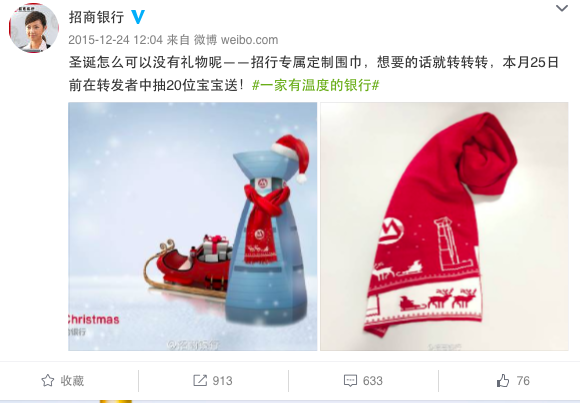 招商银行
2015-12-24 12:04 来自 微博 weibo.com
圣诞怎么可以没有礼物呢——招行专属定制围巾，想要的话就转转转，本月25日
前在转发者中抽20位宝宝送！#一家有温度的银行#
Christmas
收藏
913
633
76